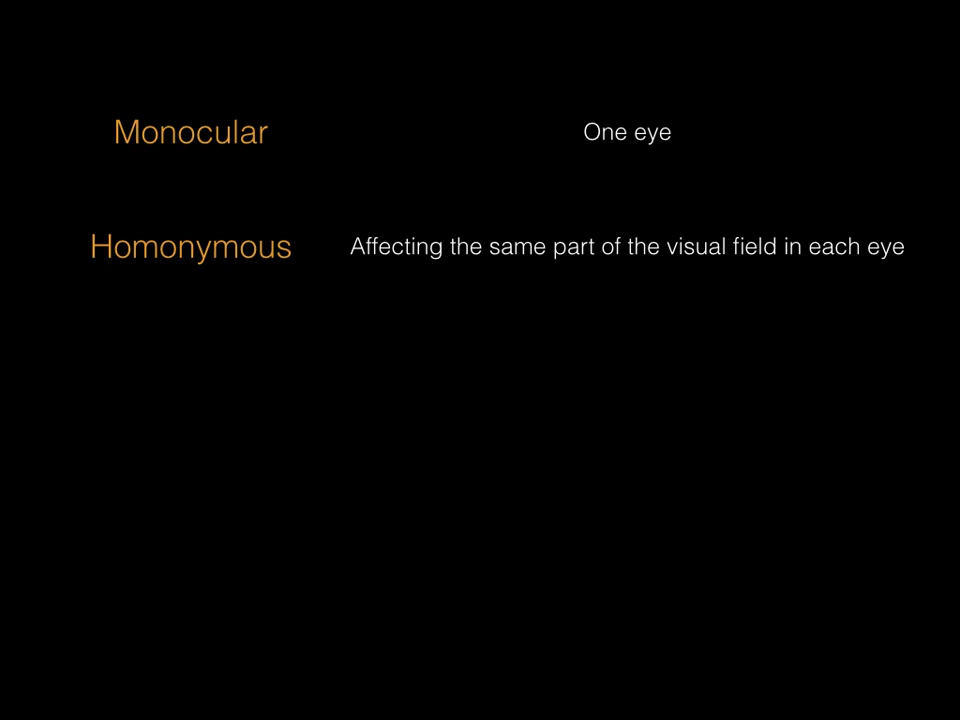 Monocular One eye
Homonymous Affecting the same part of the visual field in each eye